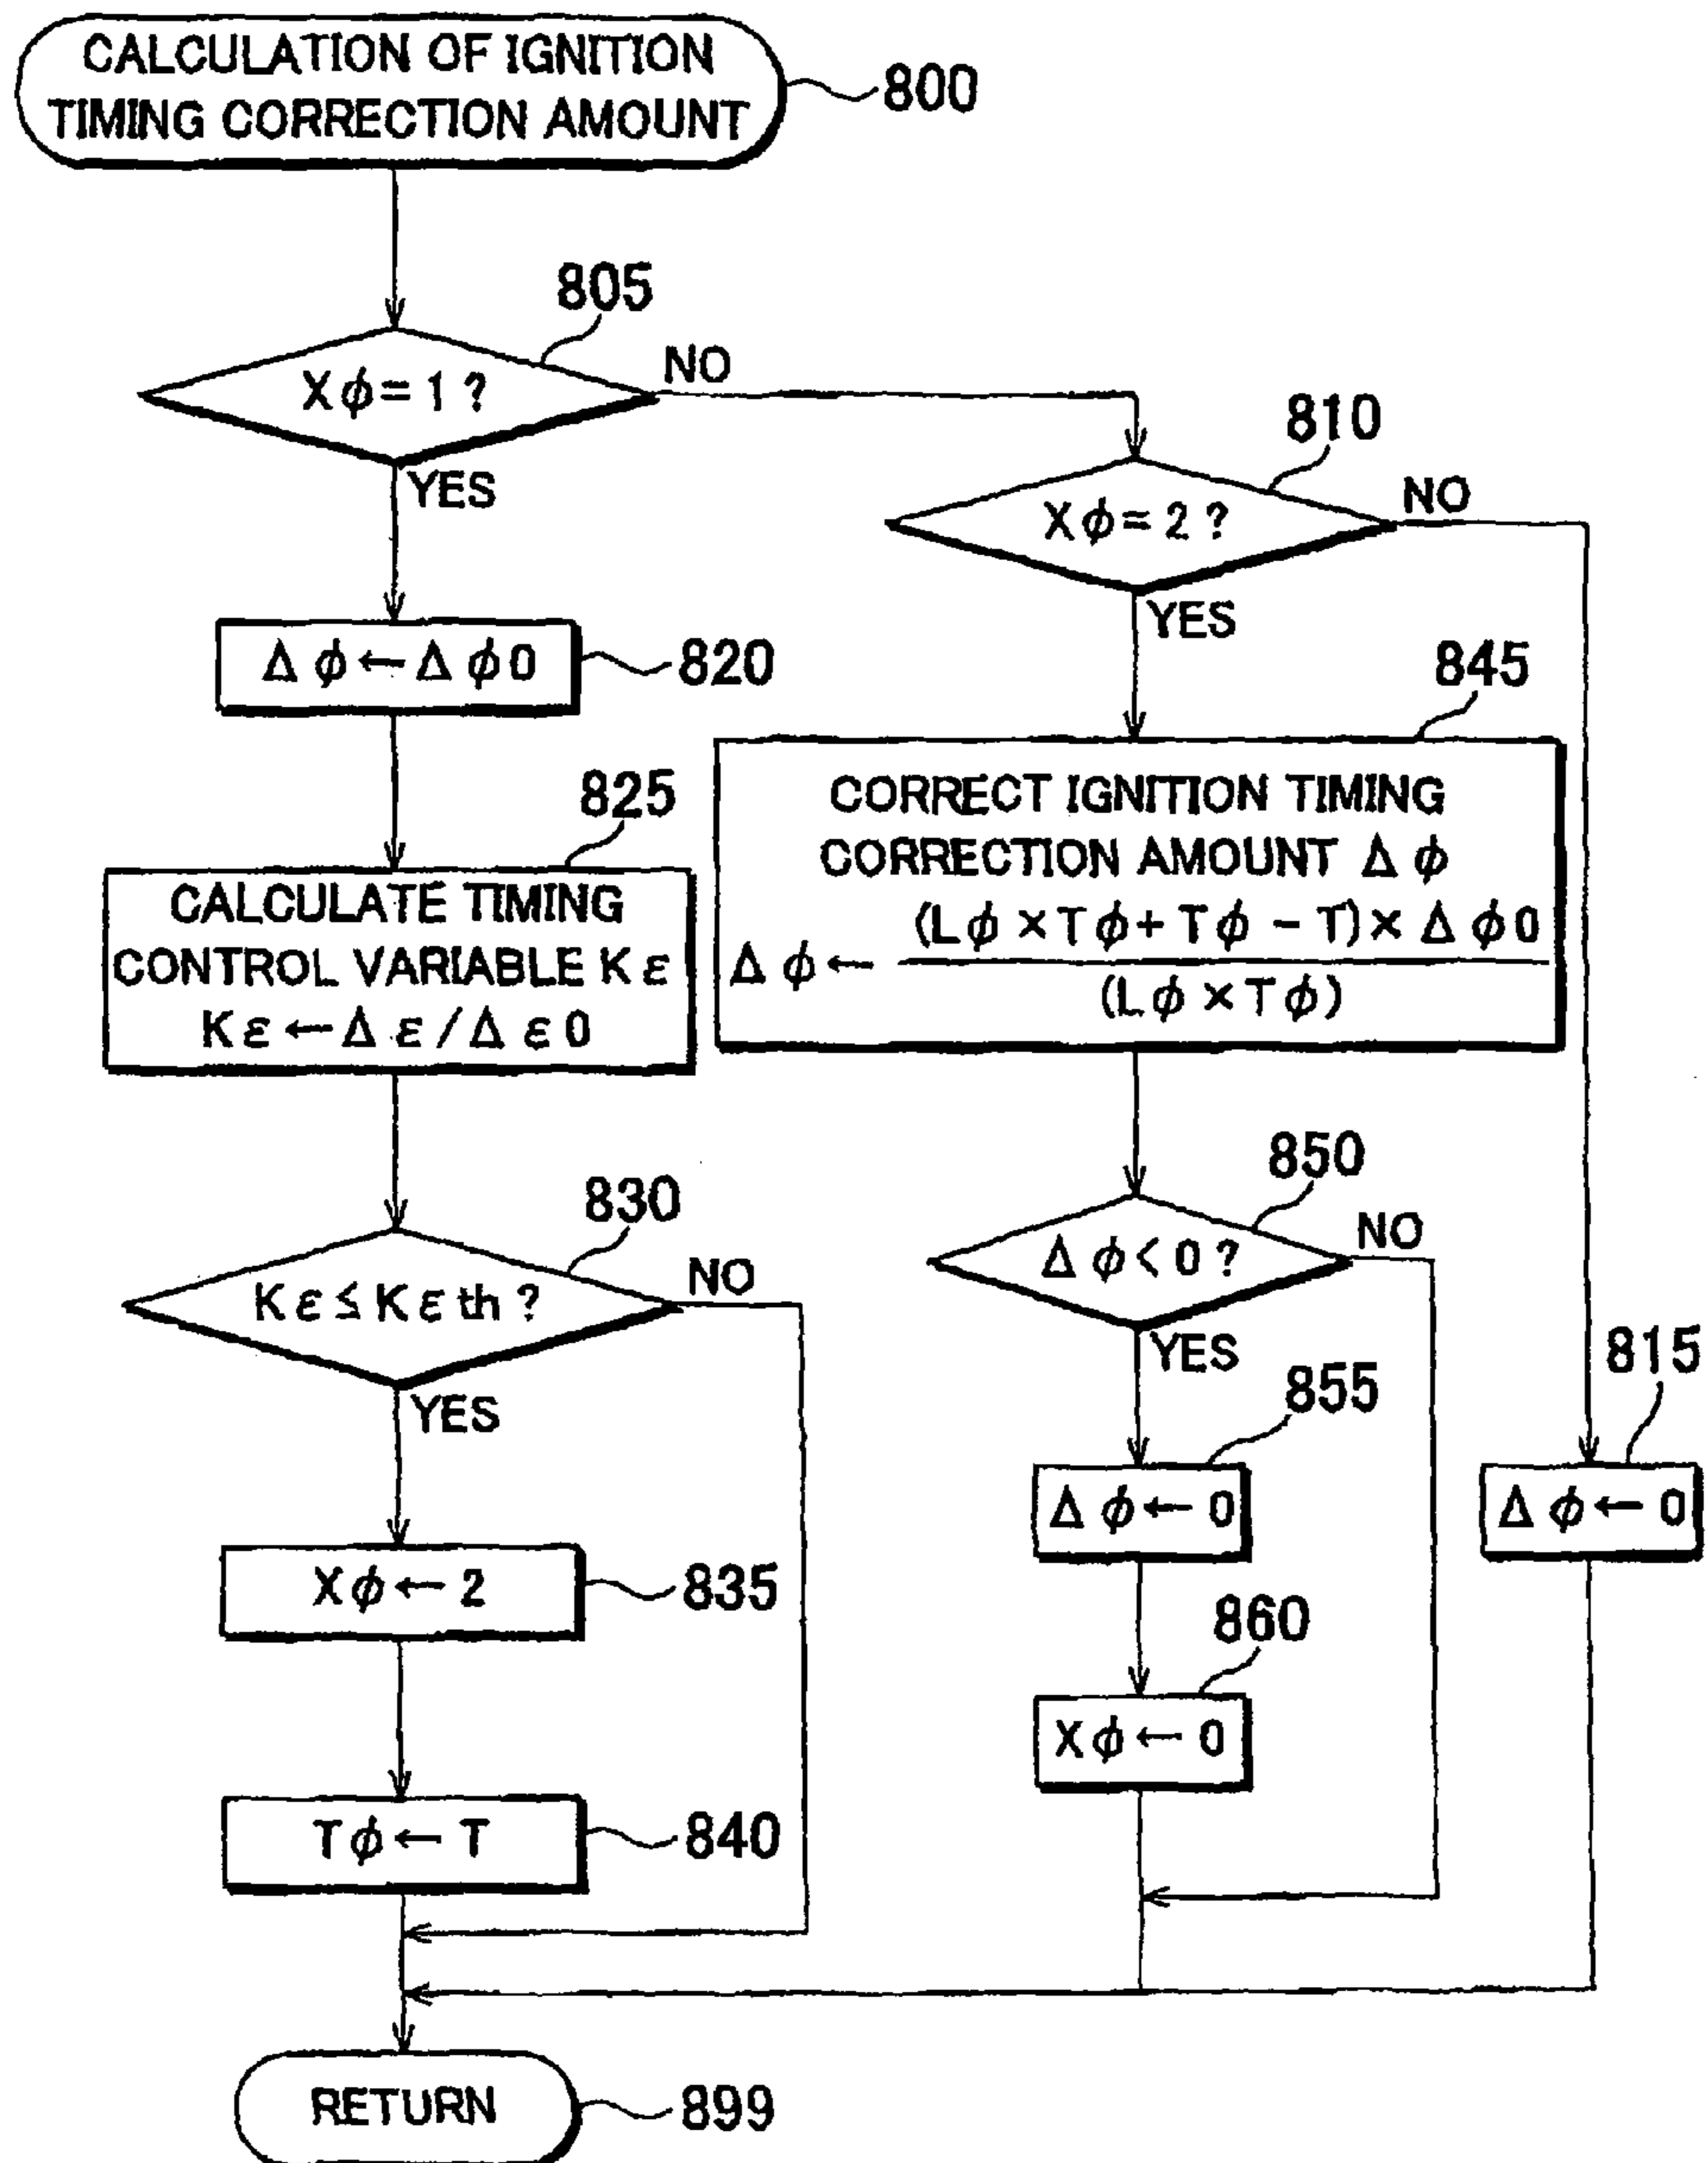 CALCULATION OF IGNITION
TIMING CORRECTION AMOUNT
800
805
Xϕ=1?
NO
YES
810
Xϕ=2?
NO
YES
Δϕ←Δϕ0
820
845
CORRECT IGNITION TIMING
CORRECTION AMOUNT Δϕ
(Lϕ×Tϕ+Tϕ-T)×Δϕ0
Δϕ←
(Lϕ×Tϕ)
825
CALCULATE TIMING
CONTROL VARIABLE Kε
Kε←Δε/Δε0
830
Kε≤Kεth?
NO
YES
850
Δϕ<0?
NO
YES
855
Δϕ←0
815
Δϕ←0
Xϕ←2
835
860
Xϕ←0
Tϕ←T
840
RETURN
899